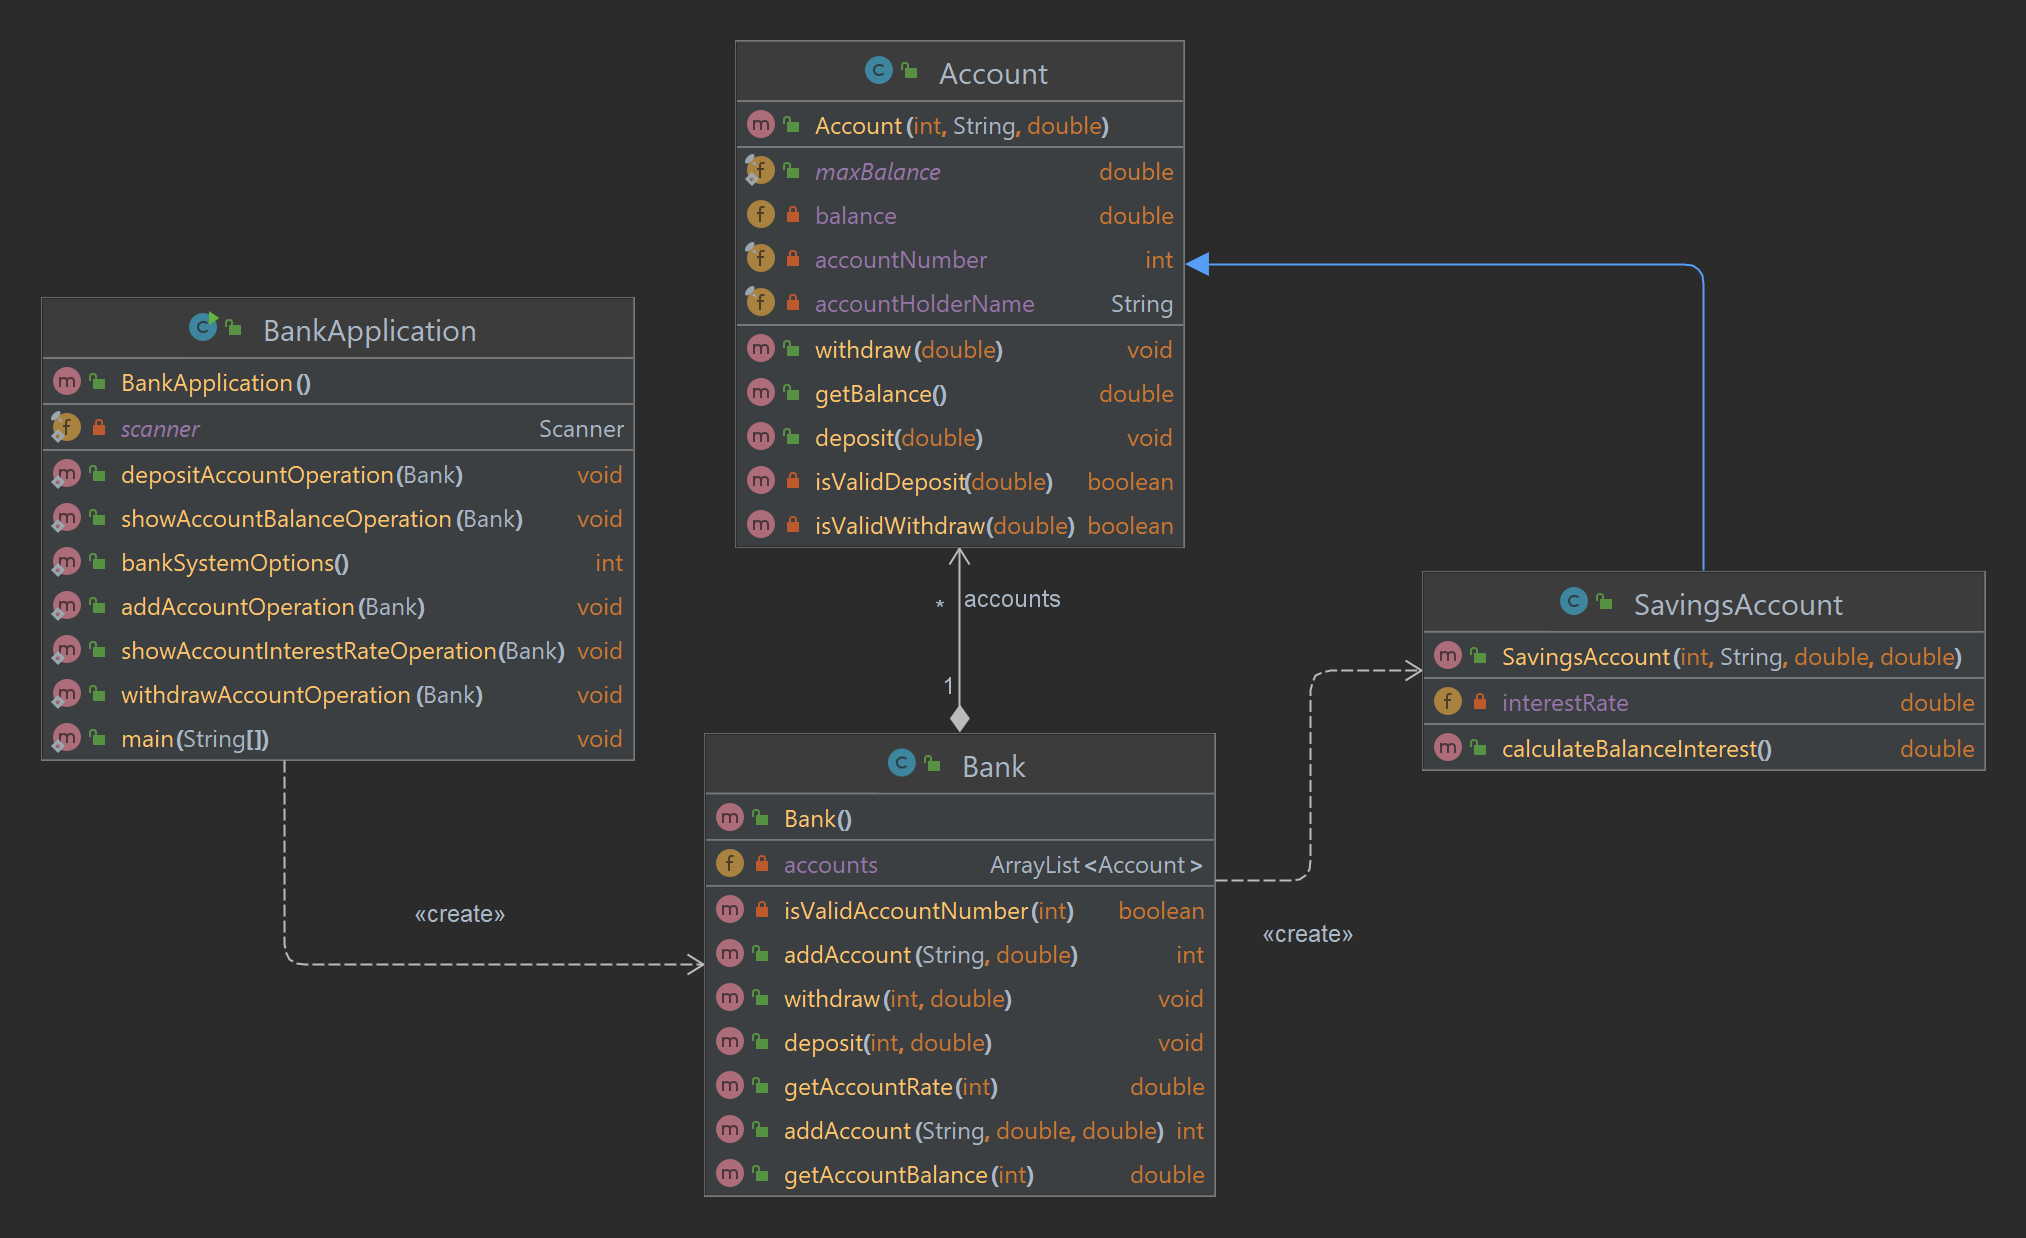 Account
Account(int, String, double)
maxBalance double
balance double
accountNumber int
accountHolderName String
withdraw(double) void
getBalance() double
deposit(double) void
isValidDeposit(double) boolean
isValidWithdraw(double) boolean
BankApplication
BankApplication()
scanner Scanner
depositAccountOperation(Bank) void
showAccountBalanceOperation(Bank) void
bankSystemOptions() int
addAccountOperation(Bank) void
showAccountInterestRateOperation(Bank) void
withdrawAccountOperation(Bank) void
main(String[]) void
* accounts
1
SavingsAccount
SavingsAccount(int, String, double, double)
interestRate double
calculateBalanceInterest() double
Bank
Bank()
accounts ArrayList<Account>
isValidAccountNumber(int) boolean
addAccount(String, double) int
withdraw(int, double) void
deposit(int, double) void
getAccountRate(int) double
addAccount(String, double, double) int
getAccountBalance(int) double
«create»
«create»